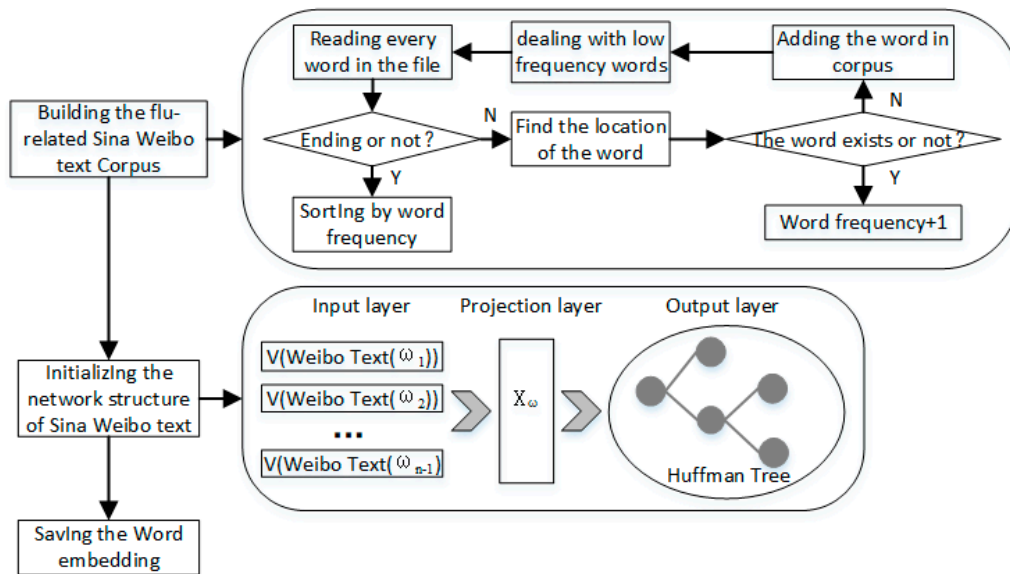 Reading every
word in the file
dealing with low
frequency words
Adding the word in
corpus
Building the flu-
related Sina Weibo
text Corpus
Ending or not?
N
Find the location
of the word
The word exists or not?
N
Y
Y
SortIng by word
frequency
Word frequency+1
Input layer
Projection layer
Output layer
InitializIng the
network structure
of Sina Weibo text
V(Weibo Text(ω1))
V(Weibo Text(ω2))
...
V(Weibo Text(ωn-1)
Xω
Huffman Tree
SavIng the Word
embedding